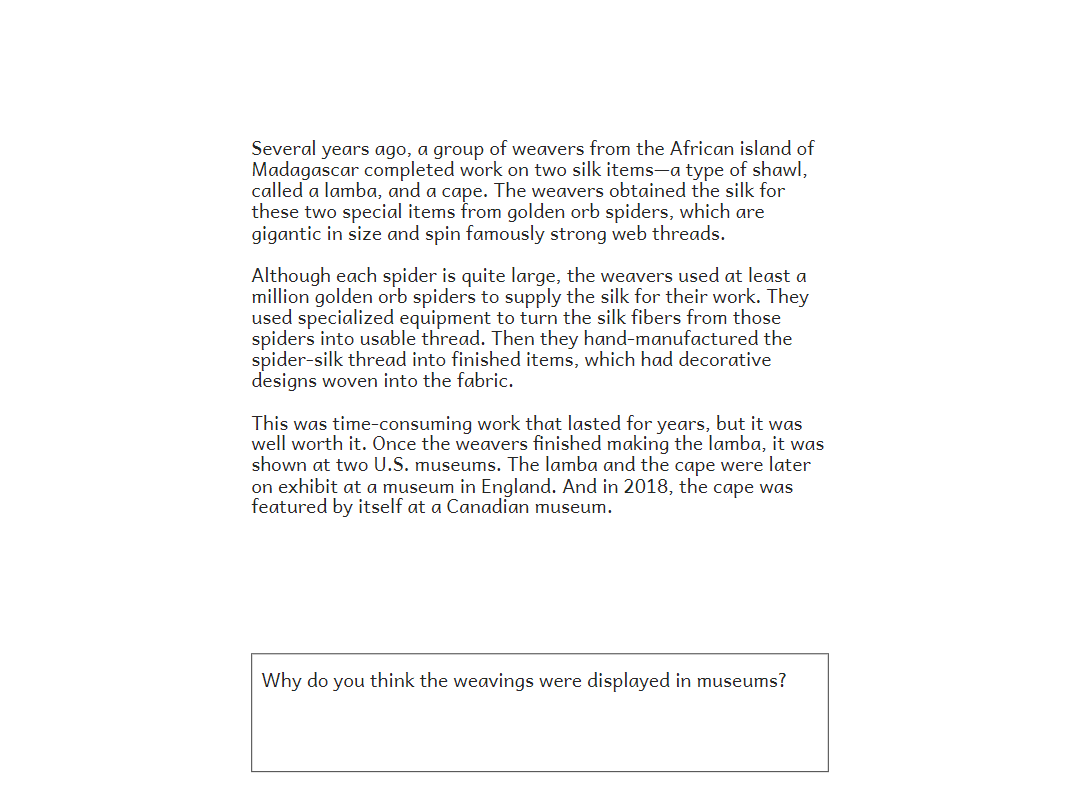 Several years ago, a group of weavers from the African island of
Madagascar completed work on two silk items—a type of shawl,
called a lamba, and a cape. The weavers obtained the silk for
these two special items from golden orb spiders, which are
gigantic in size and spin famously strong web threads.
Although each spider is quite large, the weavers used at least a
million golden orb spiders to supply the silk for their work. They
used specialized equipment to turn the silk fibers from those
spiders into usable thread. Then they hand-manufactured the
spider-silk thread into finished items, which had decorative
designs woven into the fabric.
This was time-consuming work that lasted for years, but it was
well worth it. Once the weavers finished making the lamba, it was
shown at two U.S. museums. The lamba and the cape were later
on exhibit at a museum in England. And in 2018, the cape was
featured by itself at a Canadian museum.
Why do you think the weavings were displayed in museums?